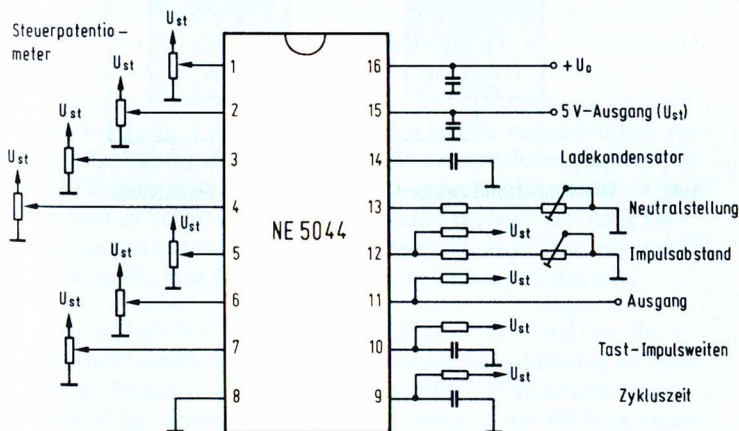 Steuerpotentio-
meter
Ust
Ust
Ust
Ust
Ust
Ust
Ust
1
2
3
4
5
6
7
8
NE 5044
16
+U₀
15
5 V-Ausgang (Ust)
14
Ladekondensator
13
Neutralstellung
Ust
12
Impulsabstand
Ust
11
Ausgang
Ust
10
Tast-Impulsweiten
Ust
9
Zykluszeit